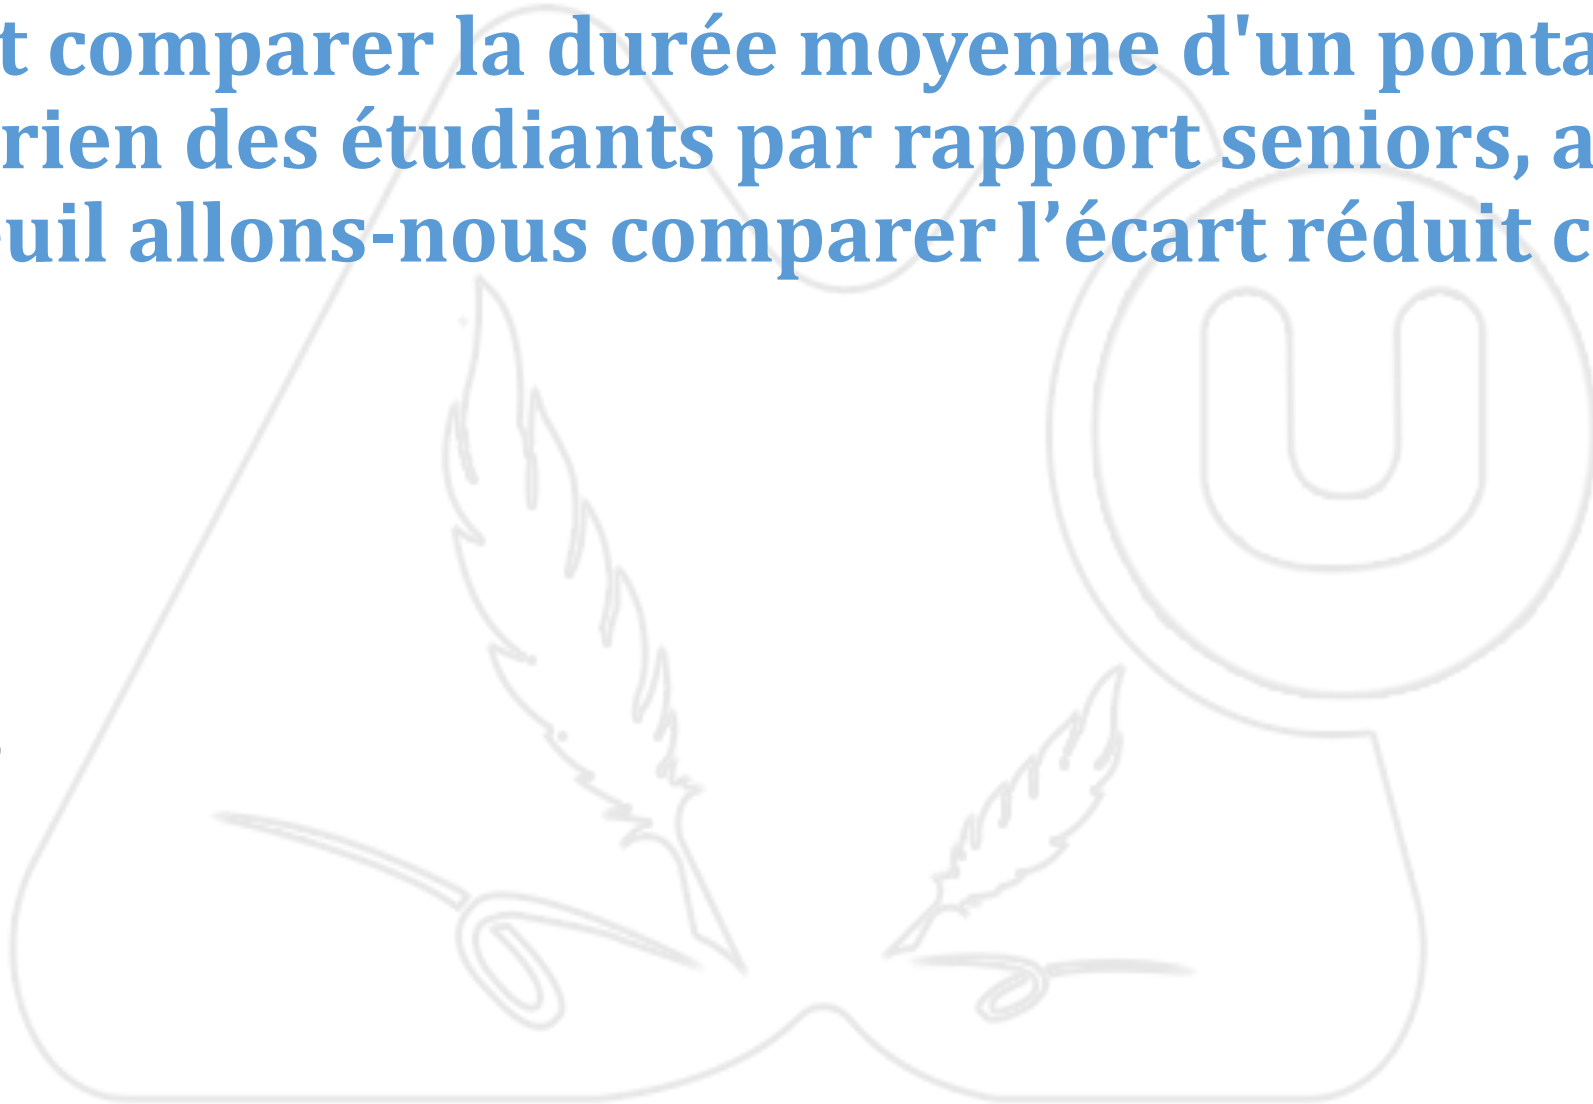 t comparer la durée moyenne d'un ponta
rien des étudiants par rapport seniors, a
uil allons-nous comparer l’écart réduit c
U